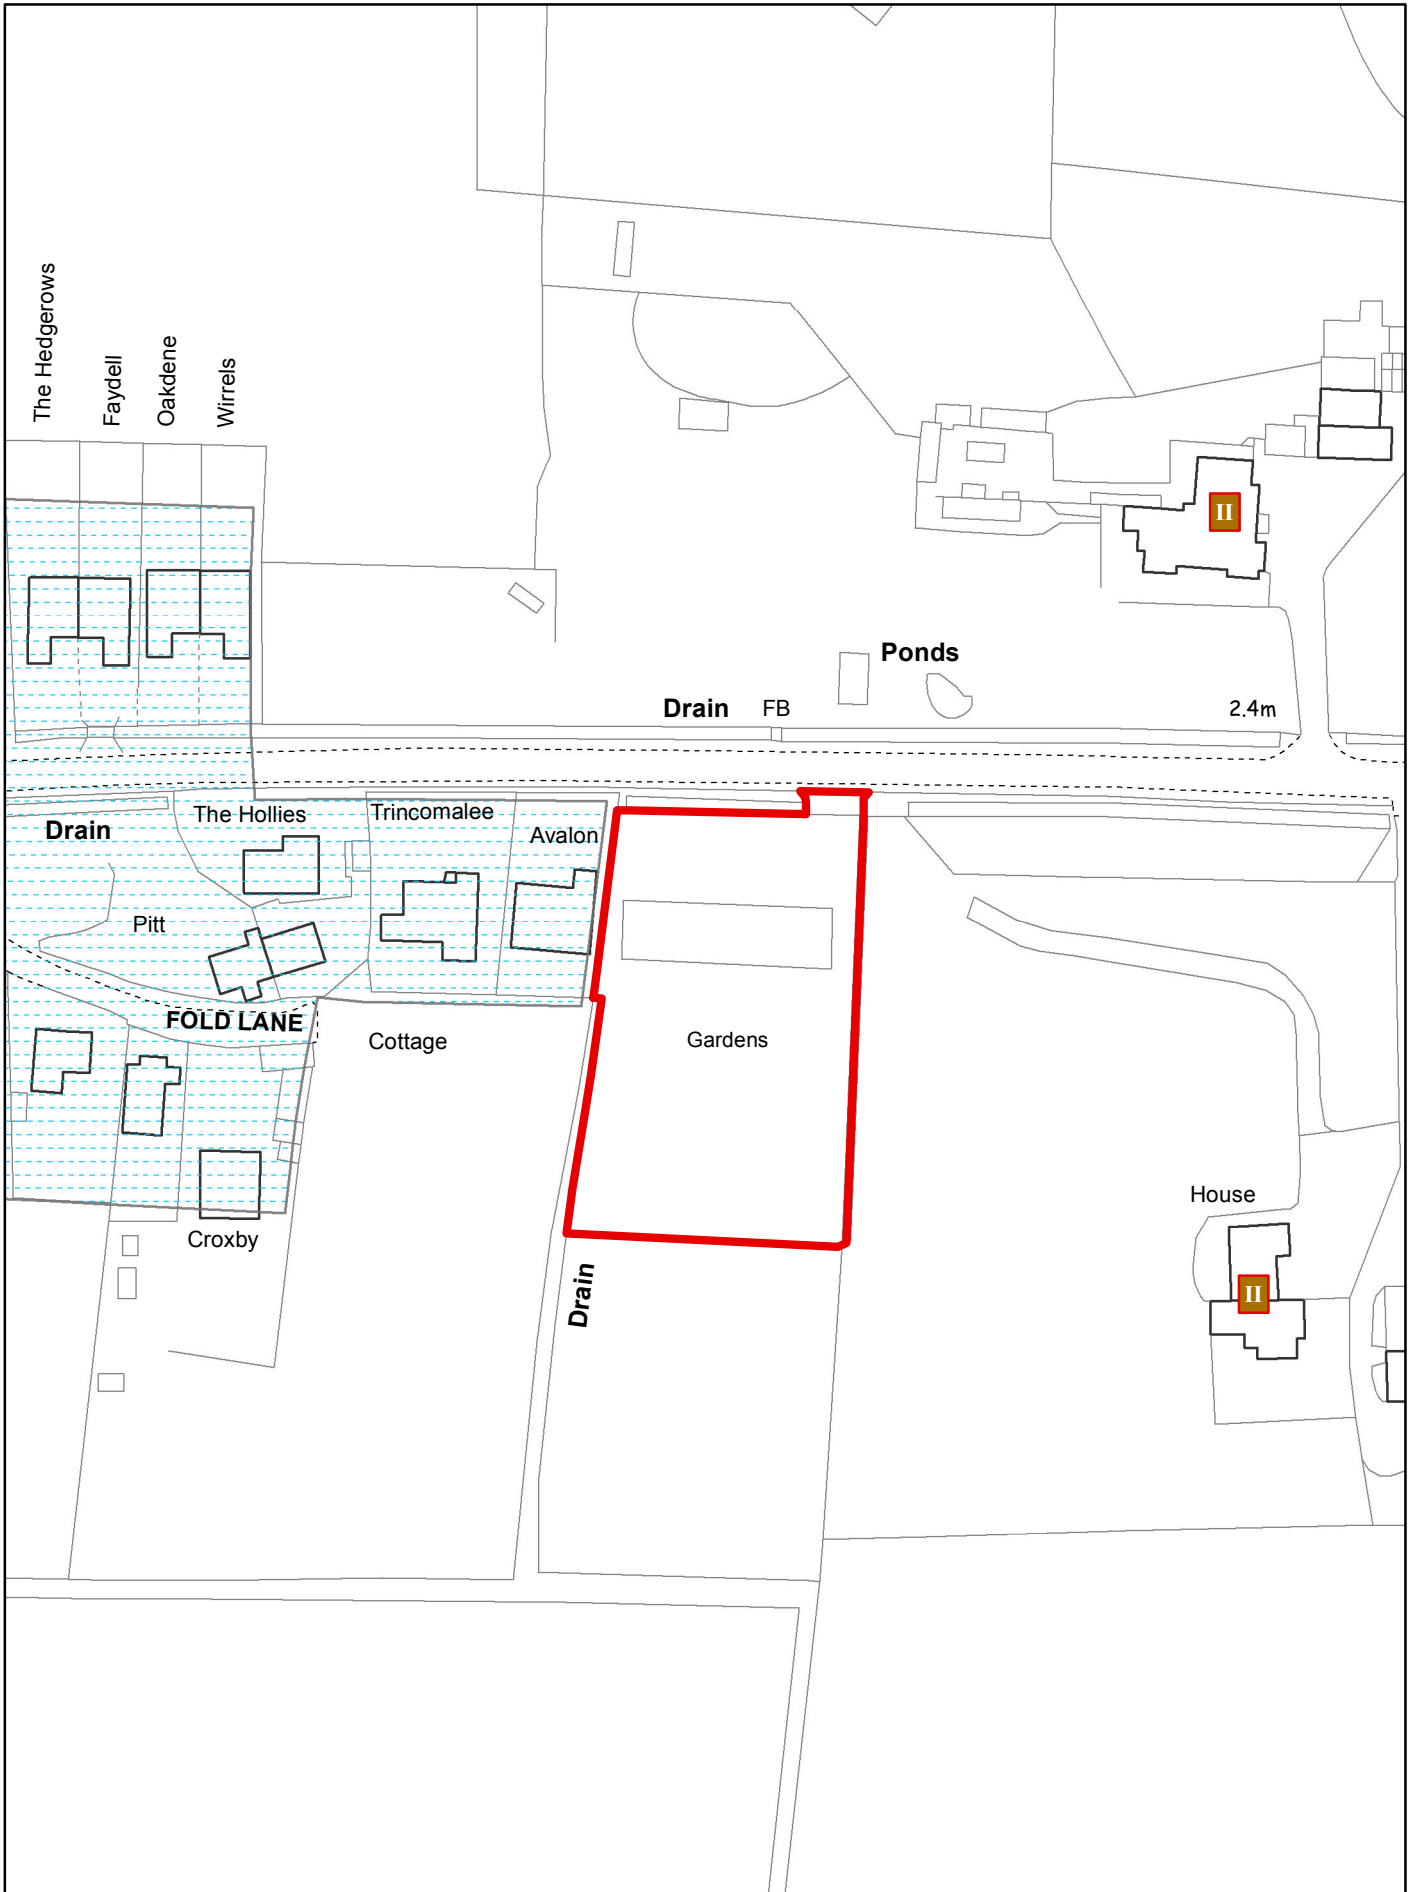 The Hedgerows
Faydell
Oakdene
Wirrels
II
Ponds
Drain
FB
2.4m
Drain
The Hollies
Trincomalee
Avalon
Pitt
FOLD LANE
Cottage
Gardens
House
Croxby
Drain
II